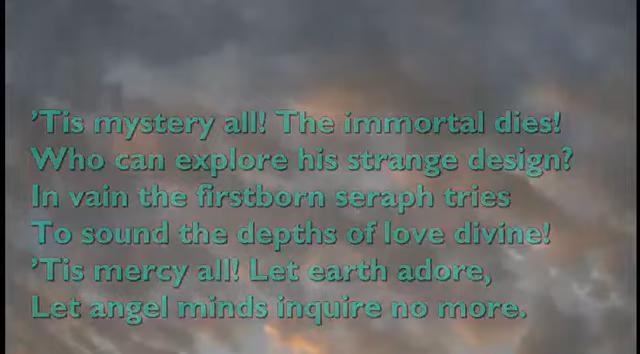 ’Tis mystery all! The immortal dies!
Who can explore his strange design?
In vain the firstborn seraph tries
To sound the depths of love divine!
’Tis mercy all! Let earth adore,
Let angel minds inquire no more.